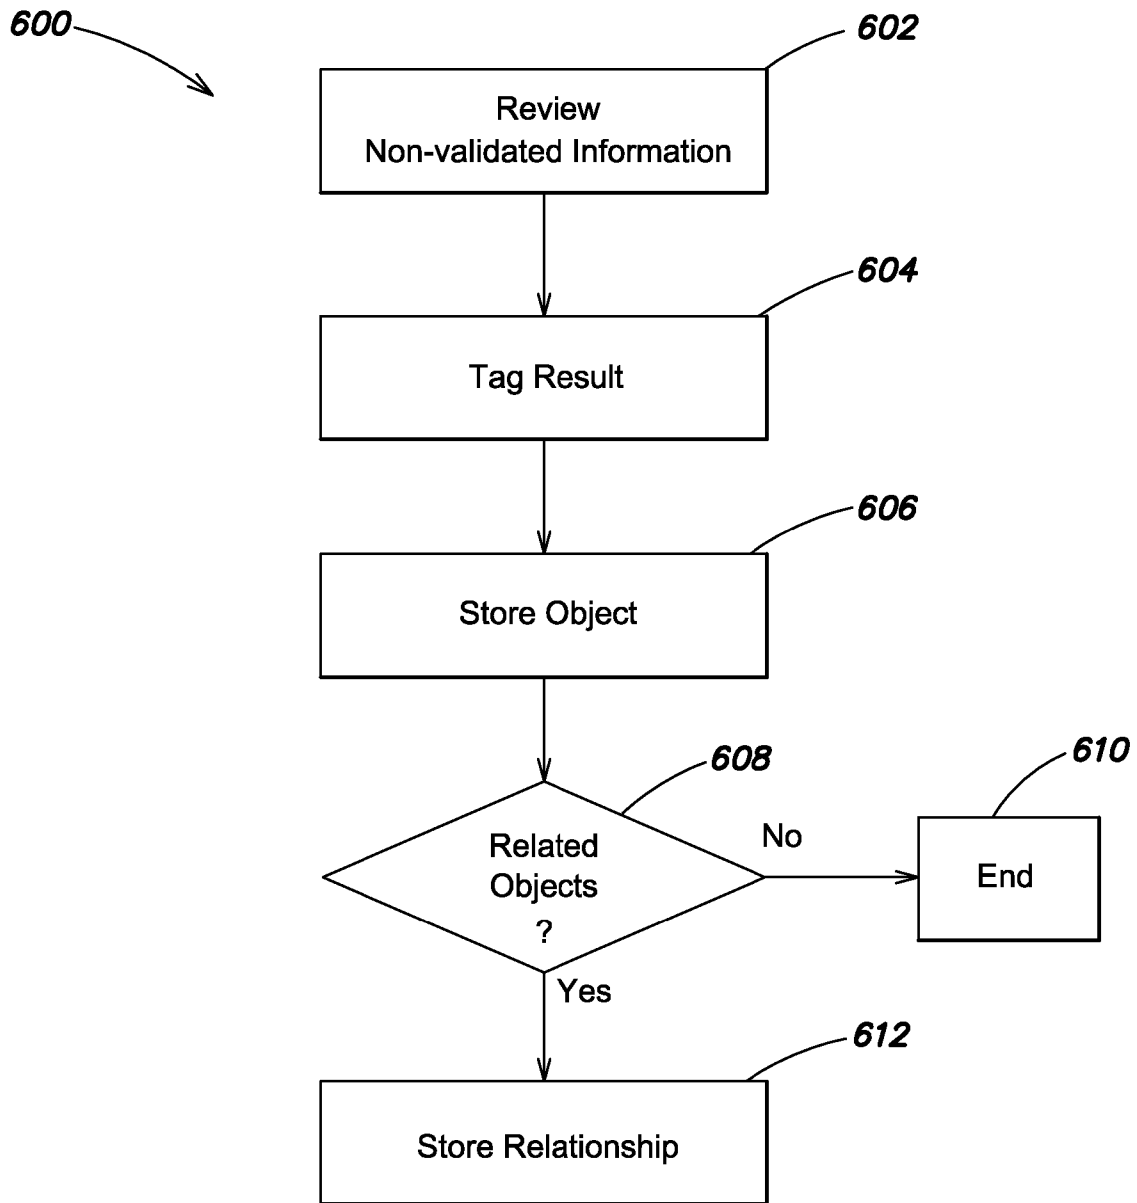 600
602
Review
Non-validated Information
604
Tag Result
606
Store Object
608
610
Related
Objects
?
No
End
Yes
612
Store Relationship